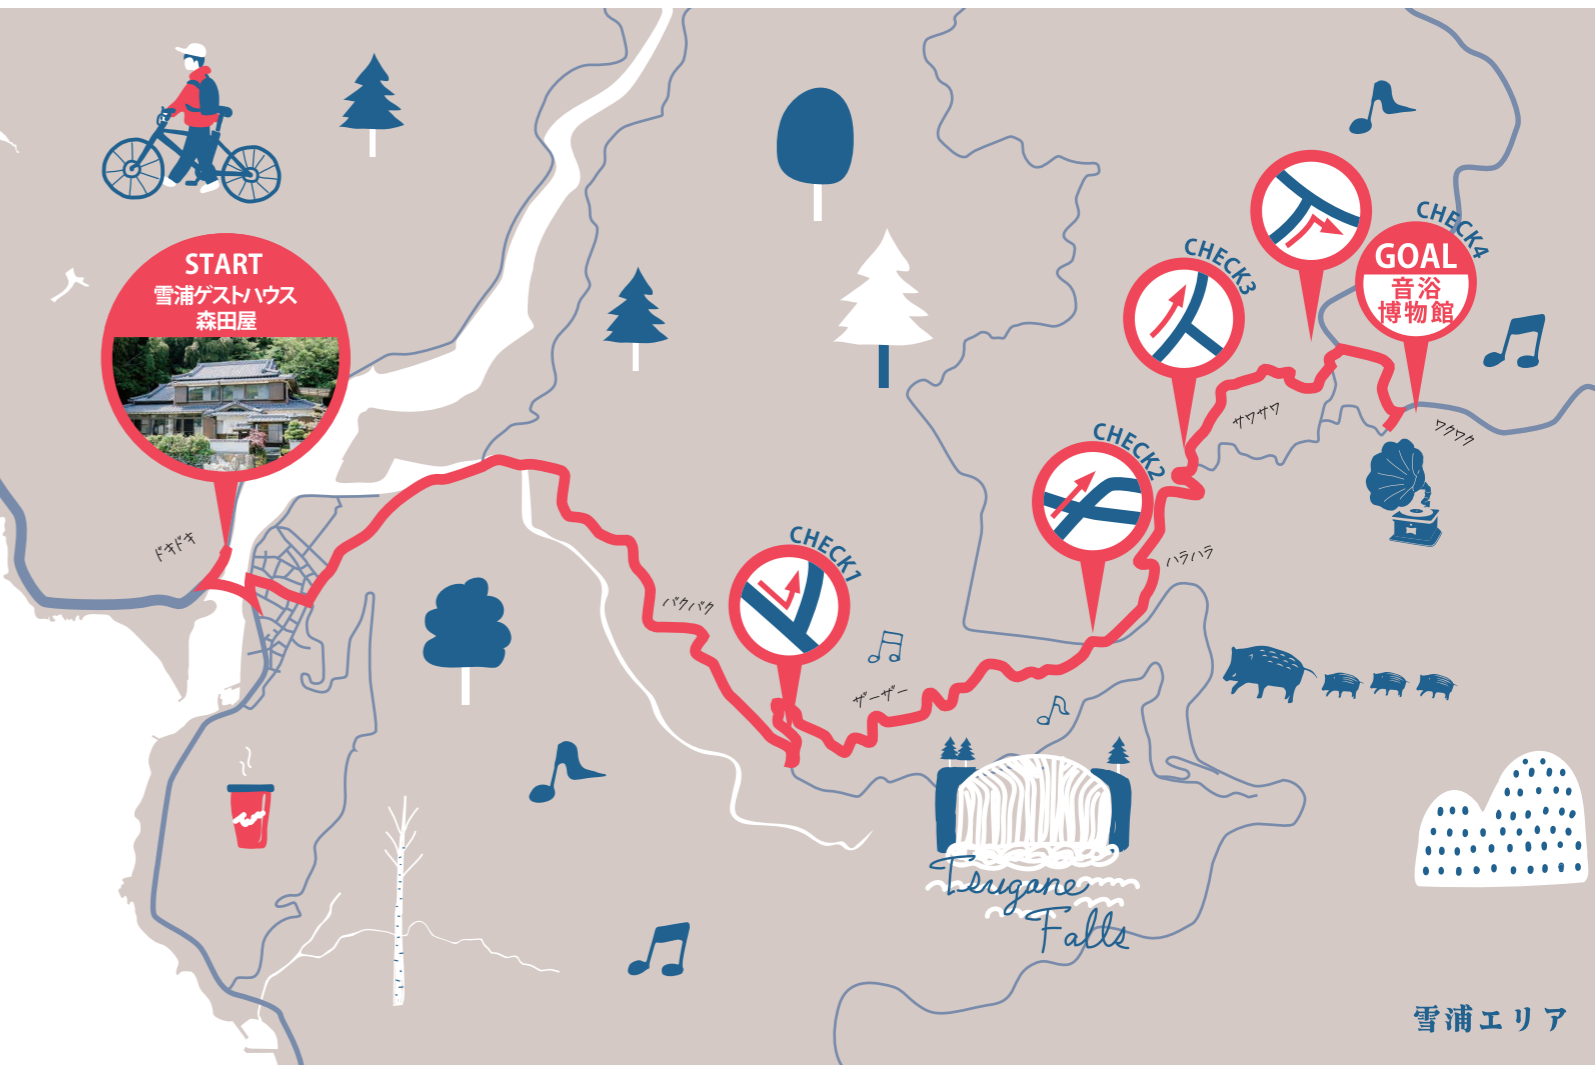 START
雪浦ゲストハウス
森田屋
ドキドキ
バクバク
CHECK1
ザーザー
CHECK2
ハラハラ
CHECK3
サワサワ
CHECK4
GOAL
音浴
博物館
ワクワク
Tsugane
Falls
雪浦エリア